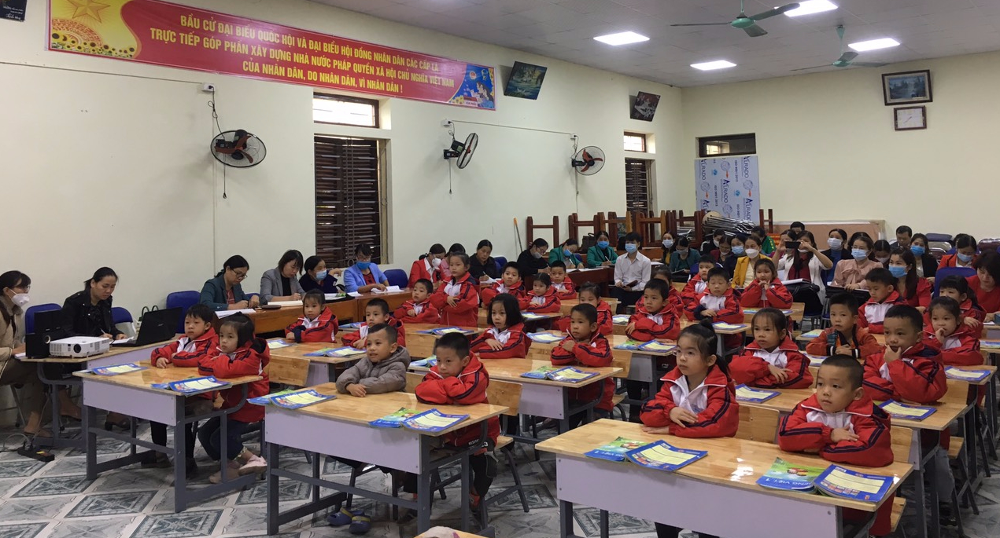 BẦU CỬ ĐẠI BIỂU QUỐC HỘI VÀ ĐẠI BIỂU HỘI ĐỒNG NHÂN DÂN CÁC CẤP LÀ
TRỰC TIẾP GÓP PHẦN XÂY DỰNG NHÀ NƯỚC PHÁP QUYỀN XÃ HỘI CHỦ NGHĨA VIỆT NAM
CỦA NHÂN DÂN, DO NHÂN DÂN, VÌ NHÂN DÂN !